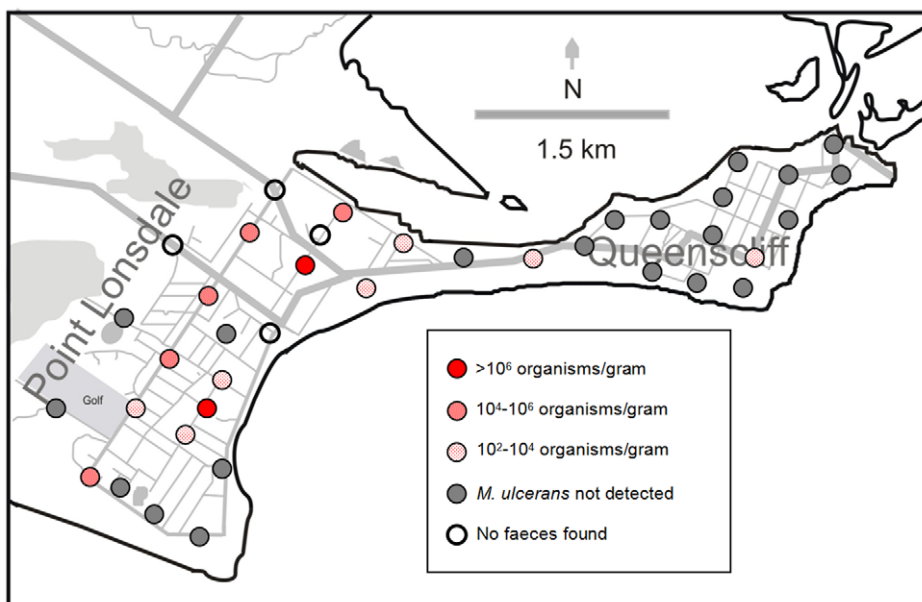 N
1.5 km
Point Lonsdale
Queenscliff
Golf
>10⁶ organisms/gram
10⁴-10⁶ organisms/gram
10²-10⁴ organisms/gram
M. ulcerans not detected
No faeces found